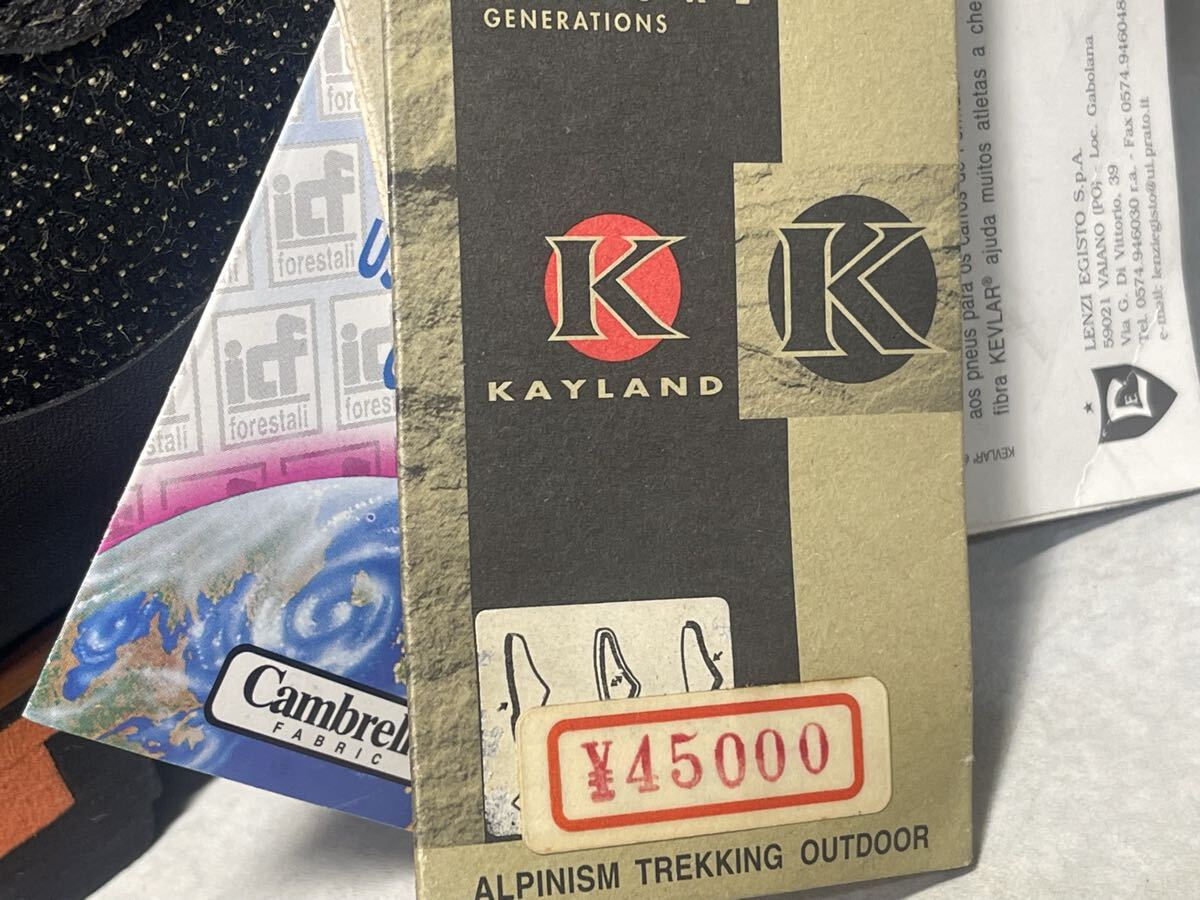 GENERATIONS
K
KAYLAND
K
¥45000
ALPINISM TREKKING OUTDOOR
icf
forestali
icf
forestali
Cambrell
FABRIC
aos pneus para os carros de
fibra KEVLAR® ajuda muitos atletas a che
KEVLAR®
LENZI EGISTO S.p.A.
59021 VAIANO (PO) - Loc. Gabolana
Via G. Di Vittorio, 39
Tel. 0574.946030 r.a. - Fax 0574.946048
e-mail: lenziegisto@ui.prato.it